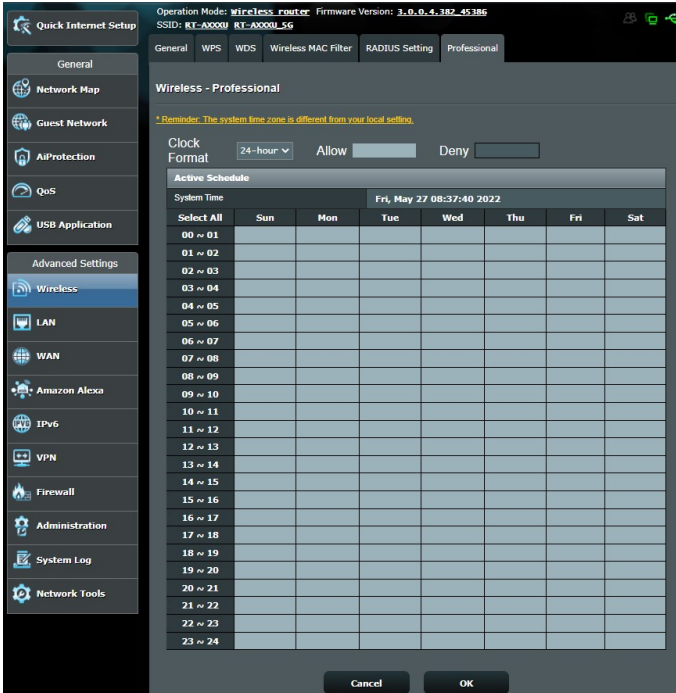 Quick Internet Setup
General
Network Map
Guest Network
AiProtection
QoS
USB Application
Advanced Settings
Wireless
LAN
WAN
Amazon Alexa
IPv6
VPN
Firewall
Administration
System Log
Network Tools
Operation Mode: Wireless router Firmware Version: 3.0.0.4.382_45386
SSID: RT-AXXXU RT-AXXXU_5G
General WPS WDS Wireless MAC Filter RADIUS Setting Professional
Wireless - Professional
* Reminder: The system time zone is different from your local setting.
Clock Format 24-hour Allow Deny
Active Schedule
System Time Fri, May 27 08:37:40 2022
Select All Sun Mon Tue Wed Thu Fri Sat
00 ~ 01
01 ~ 02
02 ~ 03
03 ~ 04
04 ~ 05
05 ~ 06
06 ~ 07
07 ~ 08
08 ~ 09
09 ~ 10
10 ~ 11
11 ~ 12
12 ~ 13
13 ~ 14
14 ~ 15
15 ~ 16
16 ~ 17
17 ~ 18
18 ~ 19
19 ~ 20
20 ~ 21
21 ~ 22
22 ~ 23
23 ~ 24
Cancel OK